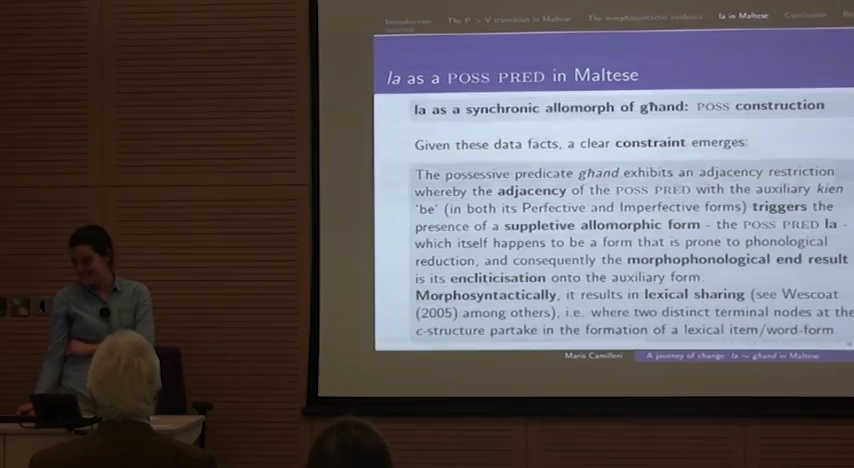 Introduction The P > V transition in Maltese The morphosyntactic evidence la in Maltese Conclusion
la as a POSS PRED in Maltese
la as a synchronic allomorph of għand: POSS construction
Given these data facts, a clear constraint emerges:
The possessive predicate għand exhibits an adjacency restriction
whereby the adjacency of the POSS PRED with the auxiliary kien
'be' (in both its Perfective and Imperfective forms) triggers the
presence of a suppletive allomorphic form - the POSS PRED la -
which itself happens to be a form that is prone to phonological
reduction, and consequently the morphophonological end result
is its encliticisation onto the auxiliary form.
Morphosyntactically, it results in lexical sharing (see Wescoat
(2005) among others), i.e. where two distinct terminal nodes at the
c-structure partake in the formation of a lexical item/word-form.
Maris Camilleri A journey of change: la ~ għand in Maltese